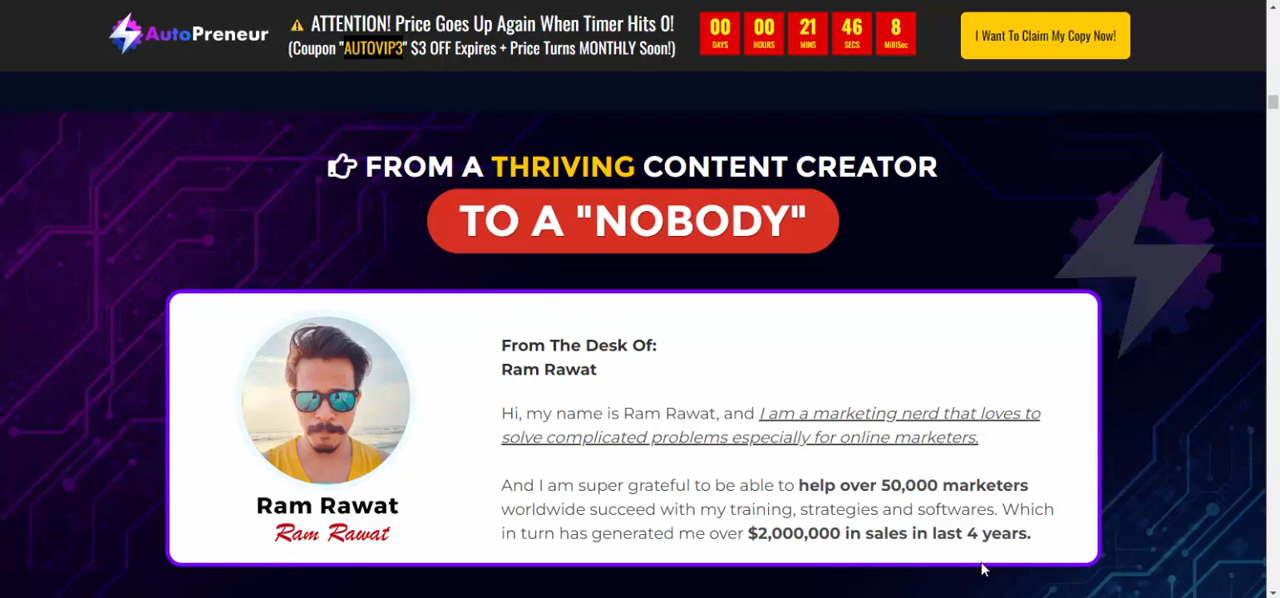 AutoPreneur
ATTENTION! Price Goes Up Again When Timer Hits 0!
(Coupon "AUTOVIP3" $3 OFF Expires + Price Turns MONTHLY Soon!)
00 00 21 46 8
DAYS HOURS MINS SECS MilliSec
I Want To Claim My Copy Now!
FROM A THRIVING CONTENT CREATOR
TO A "NOBODY"
From The Desk Of:
Ram Rawat
Hi, my name is Ram Rawat, and I am a marketing nerd that loves to
solve complicated problems especially for online marketers.
And I am super grateful to be able to help over 50,000 marketers
worldwide succeed with my training, strategies and softwares. Which
in turn has generated me over $2,000,000 in sales in last 4 years.
Ram Rawat
Ram Rawat